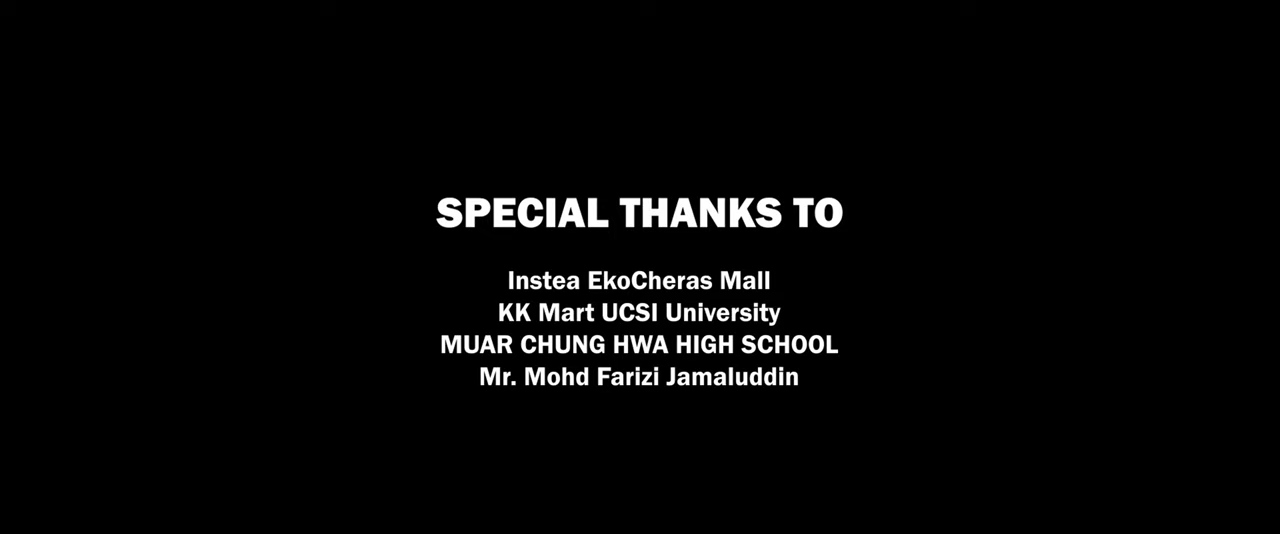 SPECIAL THANKS TO
Instea EkoCheras Mall
KK Mart UCSI University
MUAR CHUNG HWA HIGH SCHOOL
Mr. Mohd Farizi Jamaluddin